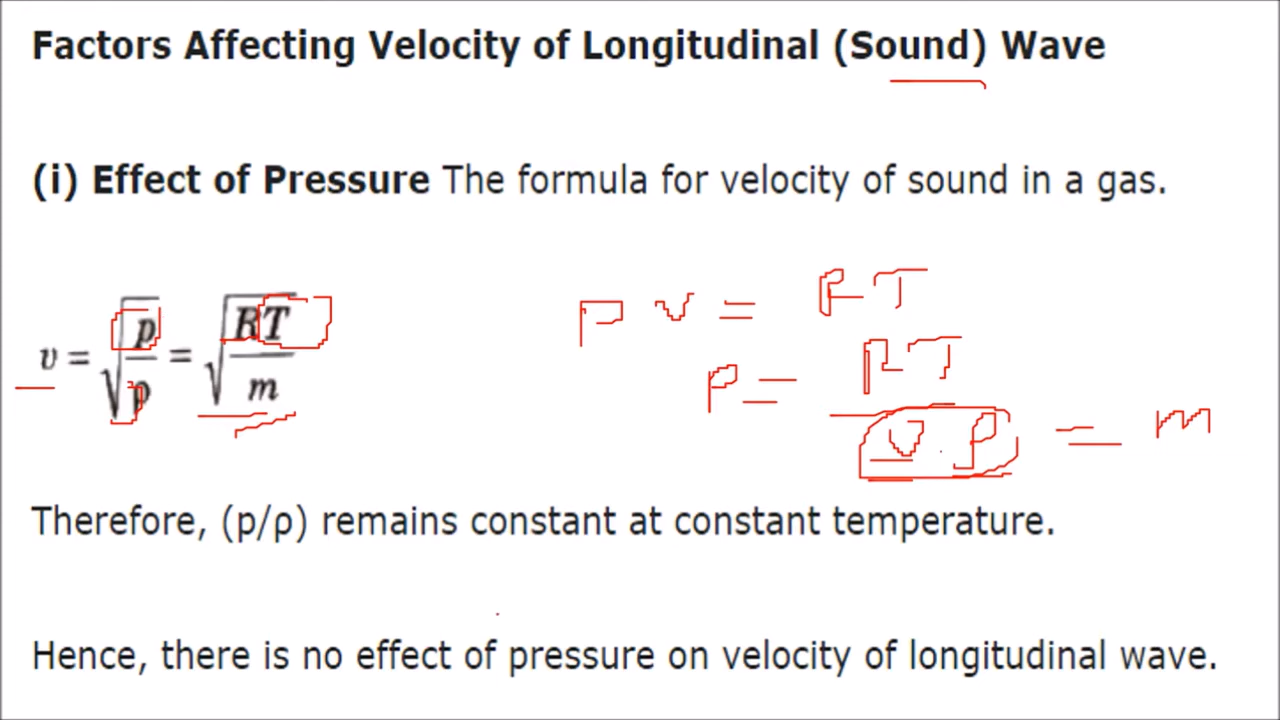 Factors Affecting Velocity of Longitudinal (Sound) Wave
(i) Effect of Pressure The formula for velocity of sound in a gas.
v = √(p/p) = √(RT/m)
P V = RT
P = RT / VP = m
Therefore, (p/ρ) remains constant at constant temperature.
Hence, there is no effect of pressure on velocity of longitudinal wave.